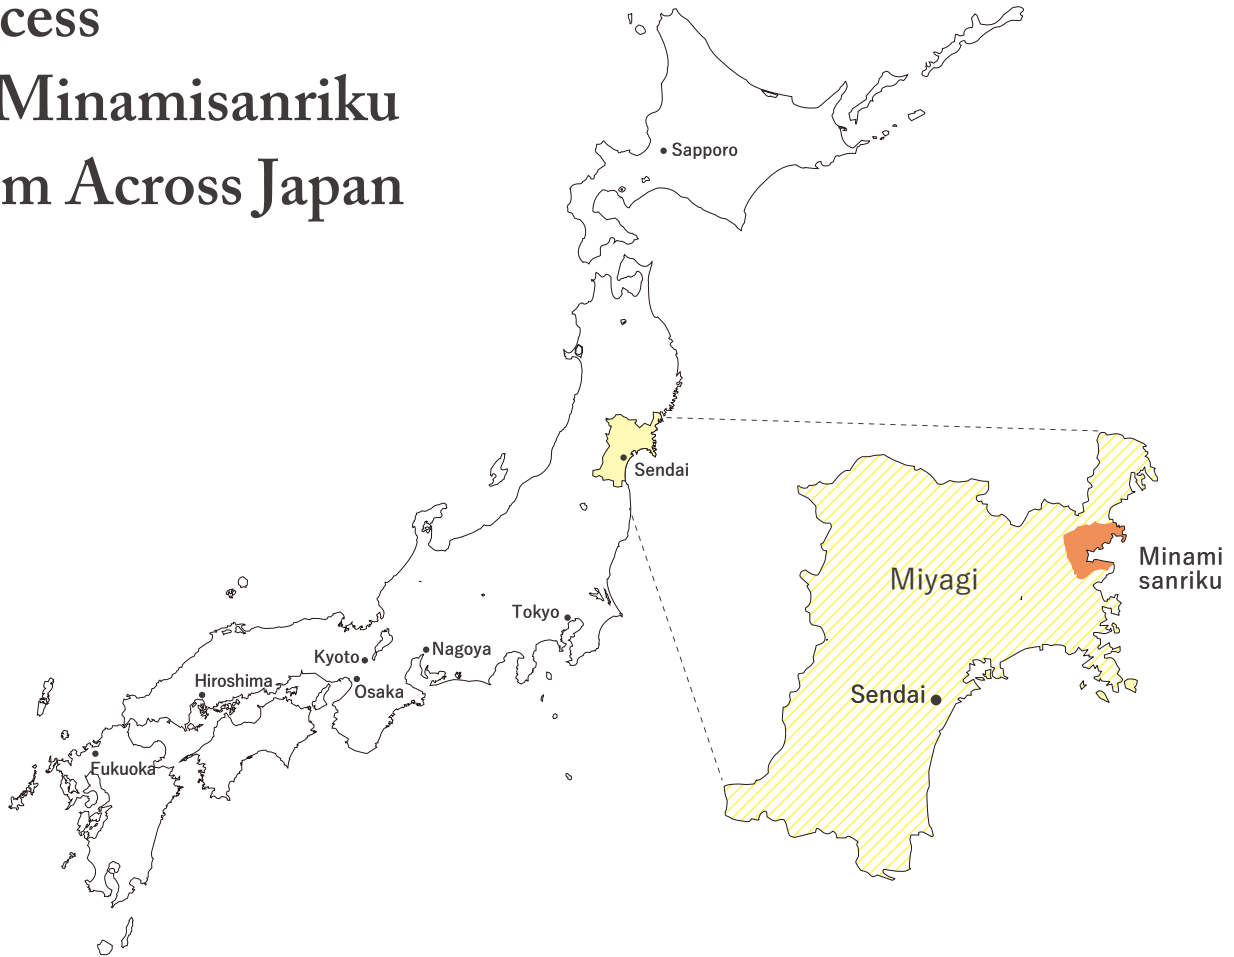 cess
Minamisanriku
m Across Japan
Sapporo
Sendai
Tokyo
Nagoya
Kyoto
Osaka
Hiroshima
Fukuoka
Miyagi
Minami
sanriku
Sendai